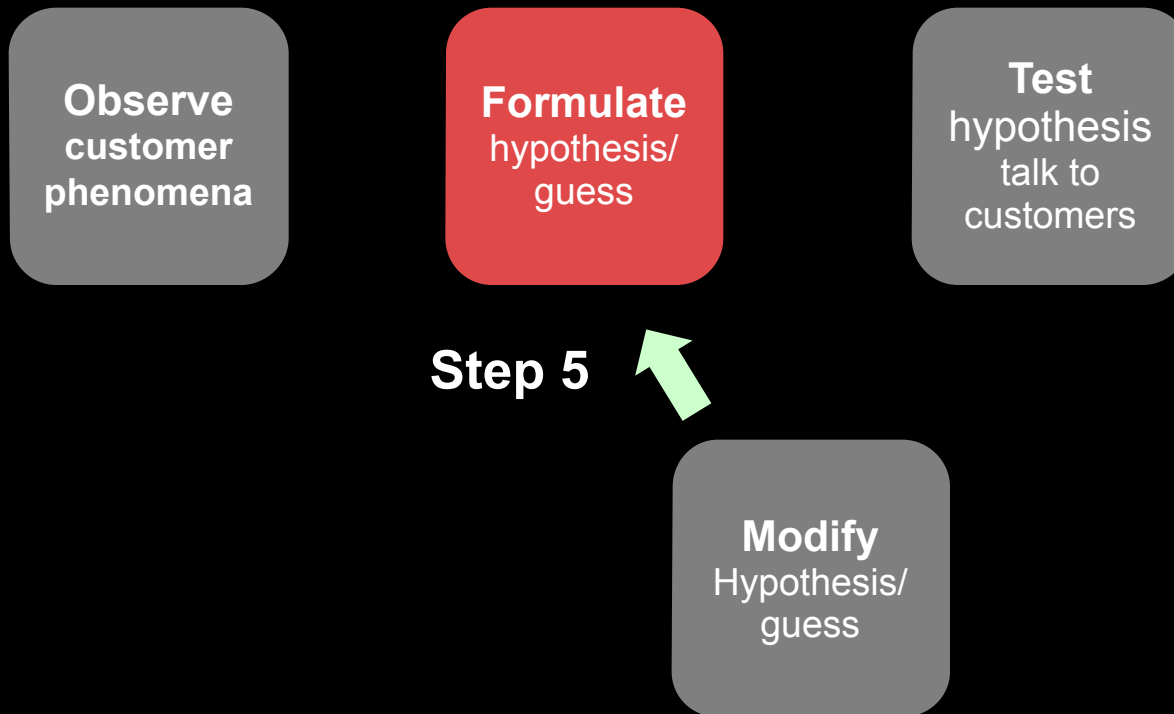 Observe
customer
phenomena
Formulate
hypothesis/
guess
Test
hypothesis
talk to
customers
Step 5
Modify
Hypothesis/
guess